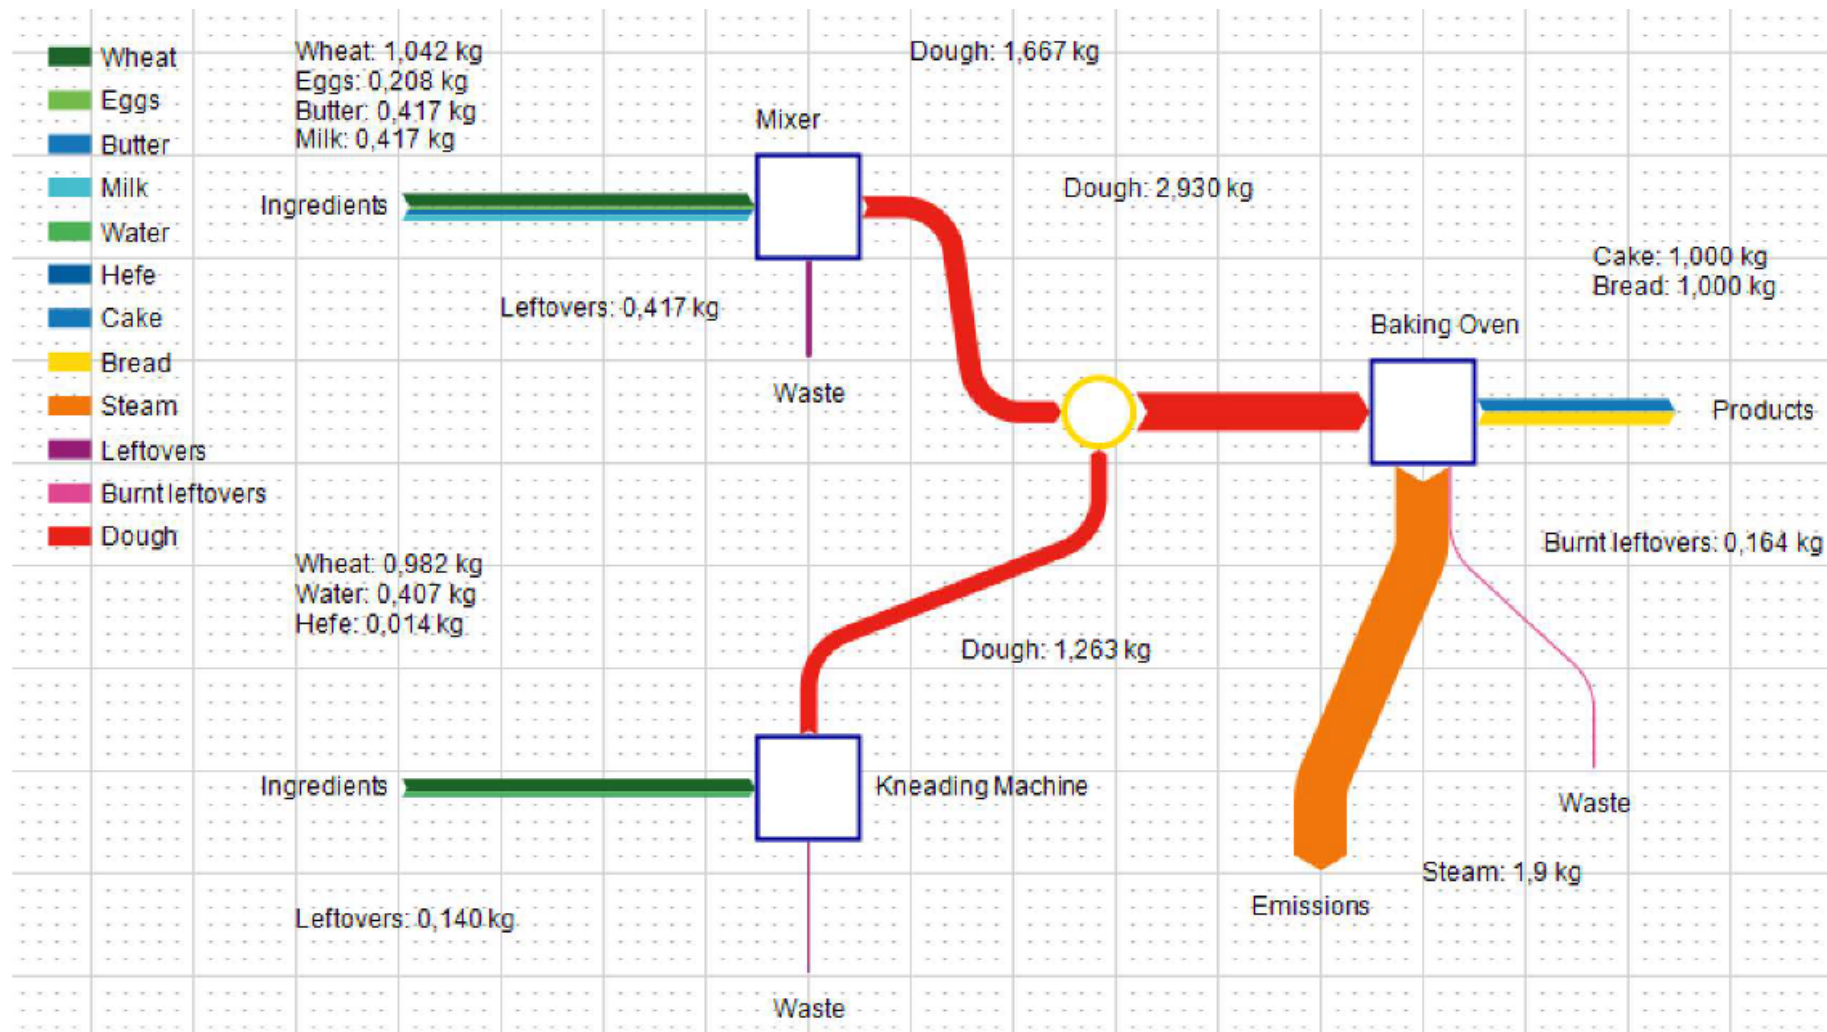 Wheat
Eggs
Butter
Milk
Water
Hefe
Cake
Bread
Steam
Leftovers
Burnt leftovers
Dough
Wheat: 1,042 kg
Eggs: 0,208 kg
Butter: 0,417 kg
Milk: 0,417 kg
Dough: 1,667 kg
Mixer
Ingredients
Dough: 2,930 kg
Leftovers: 0,417 kg
Waste
Cake: 1,000 kg
Bread: 1,000 kg
Baking Oven
Products
Burnt leftovers: 0,164 kg
Wheat: 0,982 kg
Water: 0,407 kg
Hefe: 0,014 kg
Dough: 1,263 kg
Ingredients
Kneading Machine
Waste
Steam: 1,9 kg
Emissions
Leftovers: 0,140 kg
Waste